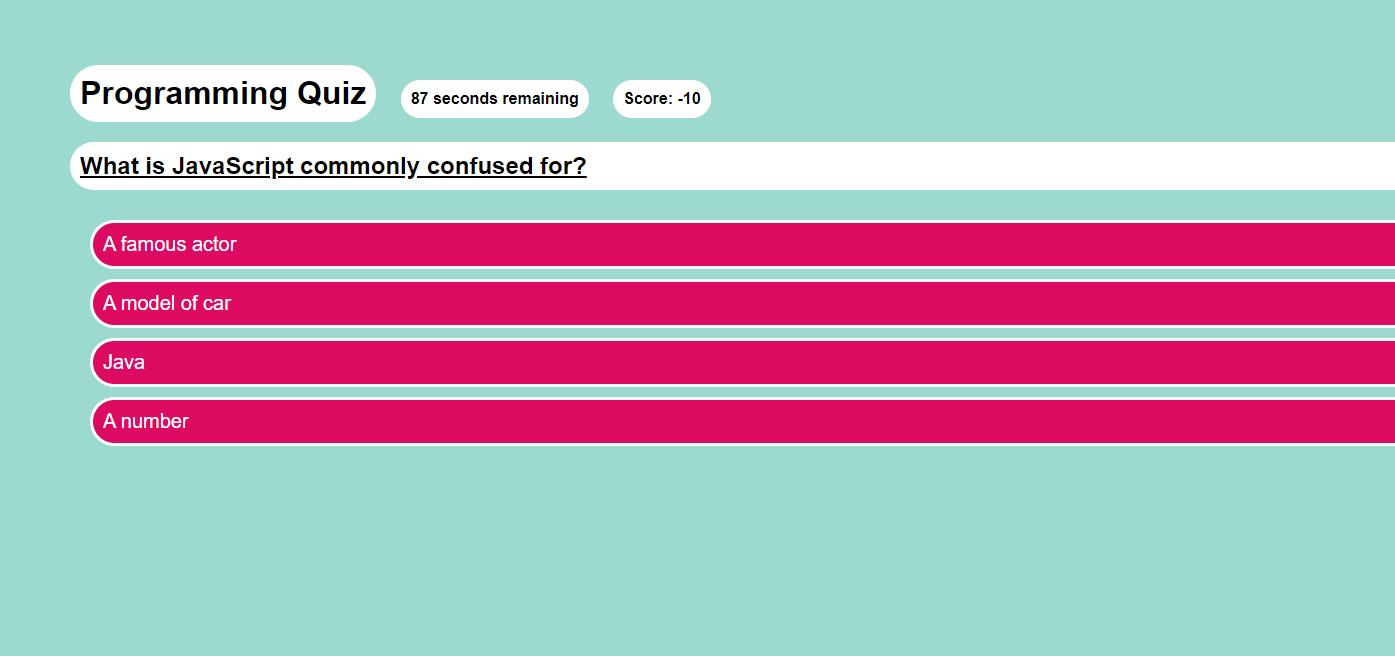 Programming Quiz 87 seconds remaining Score: -10
What is JavaScript commonly confused for?
A famous actor
A model of car
Java
A number